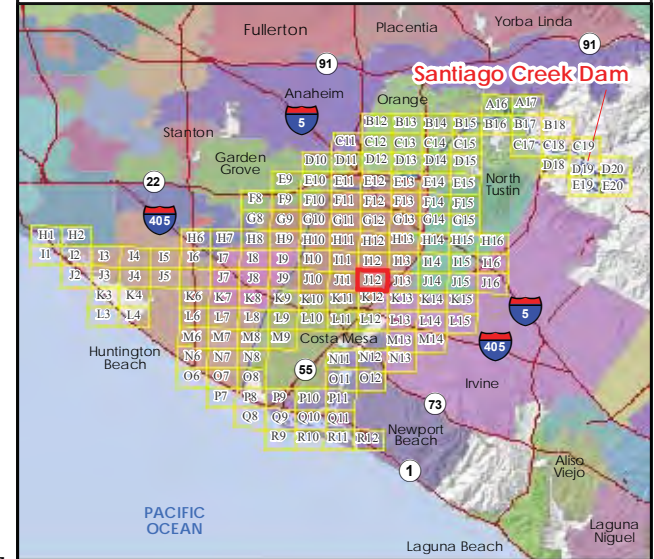 Fullerton
Placentia
Yorba Linda
91
91
Santiago Creek Dam
Anaheim
Orange
A16 A17
5
B12 B13 B14 B15 B16 B17 B18
Stanton
C11 C12 C13 C14 C15 C17 C18 C19
Garden
Grove
D10 D11 D12 D13 D14 D15 D18 D19 D20
22
E9 E10 E11 E12 E13 E14 E15 E19 E20
North
Tustin
F8 F9 F10 F11 F12 F13 F14 F15
405
G8 G9 G10 G11 G12 G13 G14 G15
H1 H2 H6 H7 H8 H9 H10 H11 H12 H13 H14 H15 H16
I1 I2 I3 I4 I5 I6 I7 I8 I9 I10 I11 I12 I13 I14 I15 I16
J2 J3 J4 J5 J7 J8 J9 J10 J11 J12 J13 J14 J15 J16
K3 K4 K6 K7 K8 K9 K10 K11 K12 K13 K14 K15
5
L3 L4 L6 L7 L8 L9 L10 L11 L12 L13 L14 L15
M6 M7 M8 M9 Costa Mesa M13 M14
405
Huntington
Beach
N6 N7 N8 N11 N12 N13
55
O6 O7 O8 O11 O12
Irvine
P7 P8 P9 P10 P11
73
Q8 Q9 Q10 Q11
Newport
Beach
R9 R10 R11 R12
1
Aliso
Viejo
PACIFIC
OCEAN
Laguna
Niguel
Laguna Beach